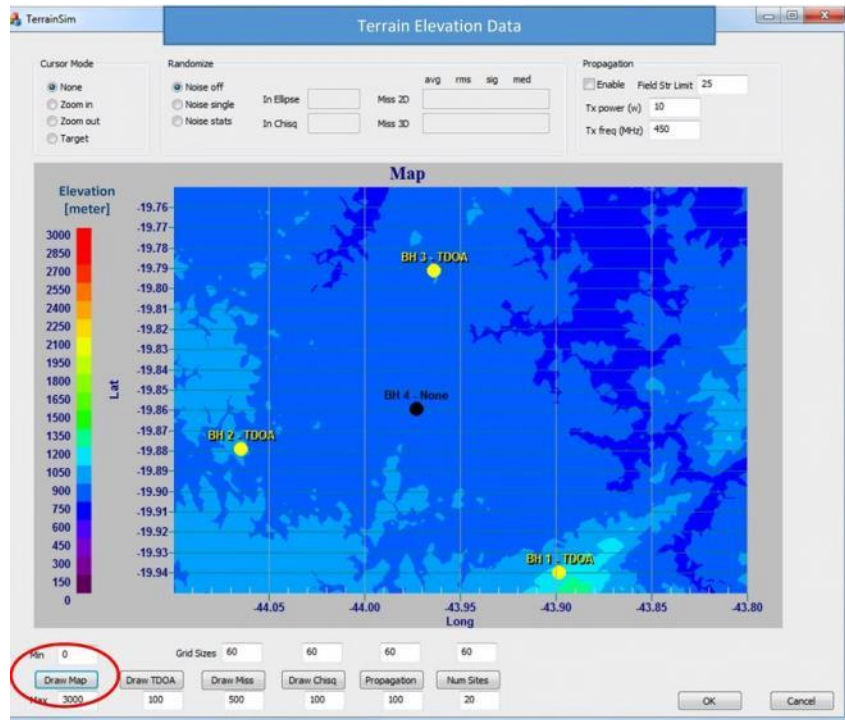 TerrainSim
Terrain Elevation Data
Cursor Mode
None
Zoom in
Zoom out
Target
Randomize
Noise off
Noise single
Noise stats
avg rms sig med
In Ellipse
Miss 2D
In Chisq
Miss 3D
Propagation
Enable Field Str Limit 25
Tx power (w) 10
Tx freq (MHz) 450
Map
Elevation
[meter]
3000
2850
2700
2550
2400
2250
2100
1950
1800
1650
1500
1350
1200
1050
900
750
600
450
300
150
0
Lat
-19.76
-19.77
-19.78
-19.79
-19.80
-19.81
-19.82
-19.83
-19.84
-19.85
-19.86
-19.87
-19.88
-19.89
-19.90
-19.91
-19.92
-19.93
-19.94
BH 3 - TDOA
BH 4 - None
BH 2 - TDOA
BH 1 - TDOA
-44.05 -44.00 -43.95 -43.90 -43.85 -43.80
Long
Min 0 Grid Sizes 60 60 60 60
Draw Map Draw TDOA Draw Miss Draw Chisq Propagation Num Sites
Max 3000 100 500 100 100 20
OK Cancel